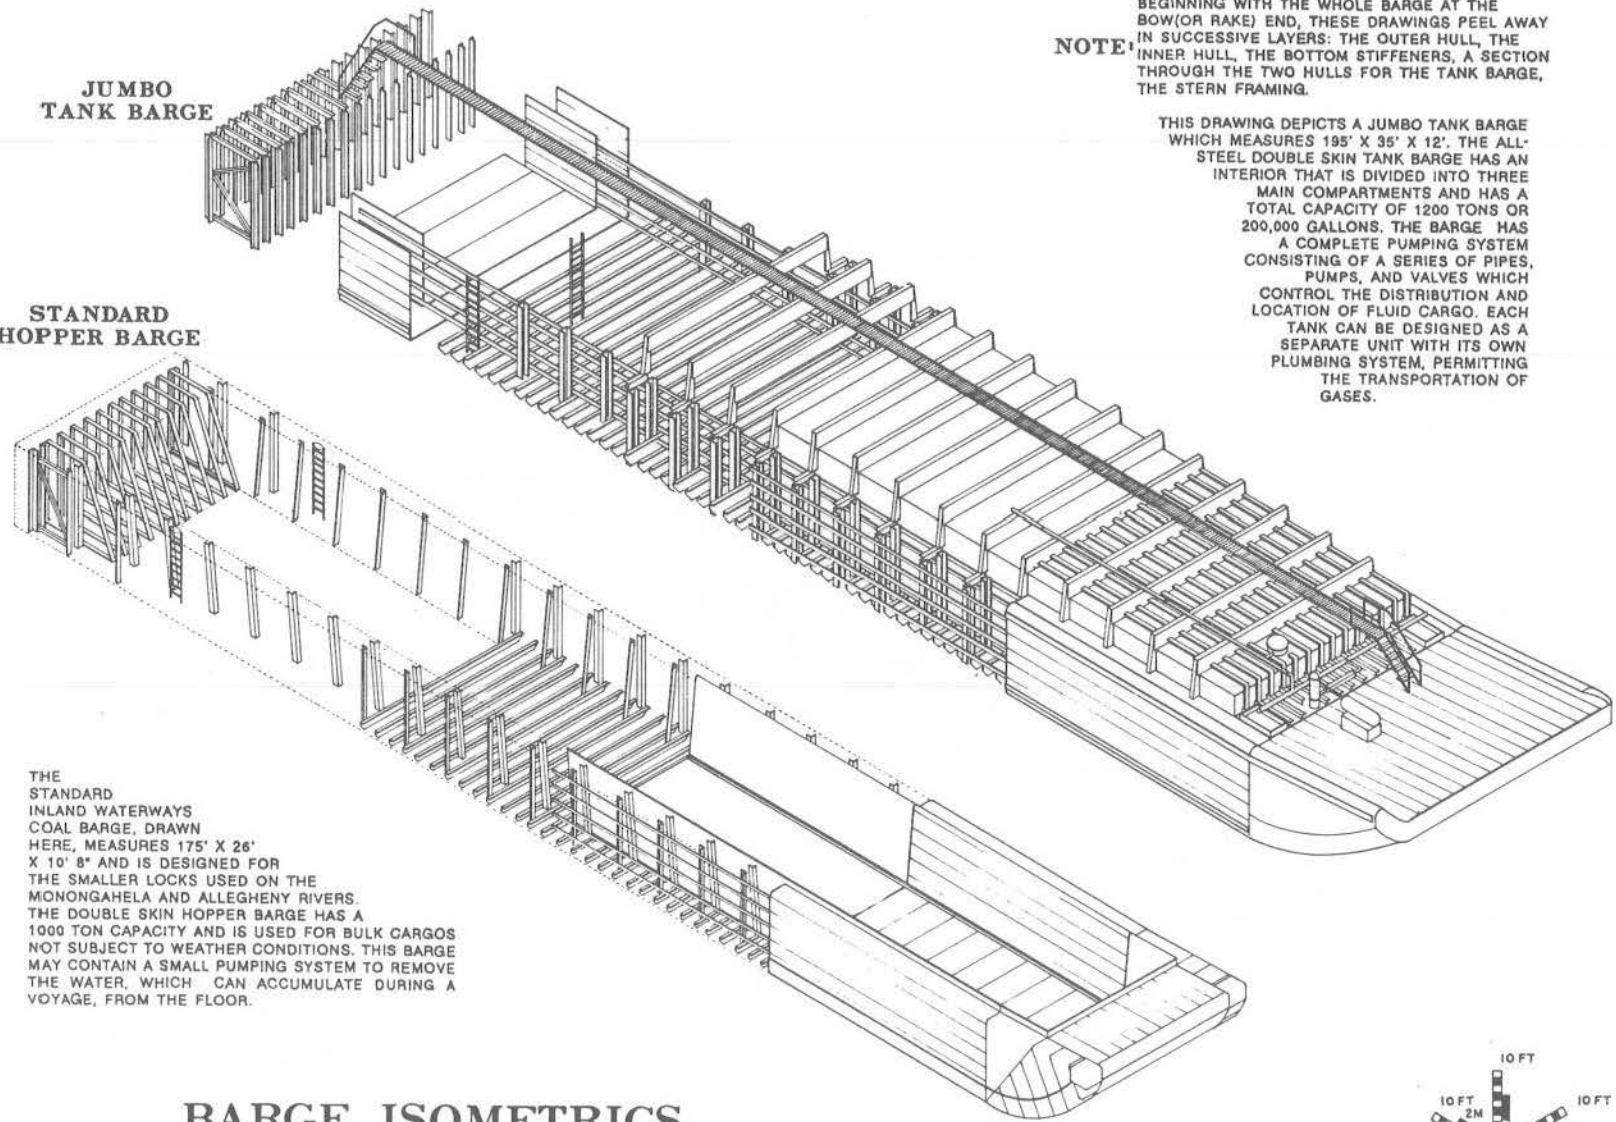 BEGINNING WITH THE WHOLE BARGE AT THE
BOW(OR RAKE) END, THESE DRAWINGS PEEL AWAY
NOTE: IN SUCCESSIVE LAYERS: THE OUTER HULL, THE
INNER HULL, THE BOTTOM STIFFENERS, A SECTION
THROUGH THE TWO HULLS FOR THE TANK BARGE,
THE STERN FRAMING.
JUMBO
TANK BARGE
THIS DRAWING DEPICTS A JUMBO TANK BARGE
WHICH MEASURES 195' X 35' X 12'. THE ALL-
STEEL DOUBLE SKIN TANK BARGE HAS AN
INTERIOR THAT IS DIVIDED INTO THREE
MAIN COMPARTMENTS AND HAS A
TOTAL CAPACITY OF 1200 TONS OR
200,000 GALLONS. THE BARGE HAS
A COMPLETE PUMPING SYSTEM
CONSISTING OF A SERIES OF PIPES,
PUMPS, AND VALVES WHICH
CONTROL THE DISTRIBUTION AND
LOCATION OF FLUID CARGO. EACH
TANK CAN BE DESIGNED AS A
SEPARATE UNIT WITH ITS OWN
PLUMBING SYSTEM, PERMITTING
THE TRANSPORTATION OF
GASES.
STANDARD
HOPPER BARGE
THE
STANDARD
INLAND WATERWAYS
COAL BARGE, DRAWN
HERE, MEASURES 175' X 26'
X 10' 8" AND IS DESIGNED FOR
THE SMALLER LOCKS USED ON THE
MONONGAHELA AND ALLEGHENY RIVERS.
THE DOUBLE SKIN HOPPER BARGE HAS A
1000 TON CAPACITY AND IS USED FOR BULK CARGOS
NOT SUBJECT TO WEATHER CONDITIONS. THIS BARGE
MAY CONTAIN A SMALL PUMPING SYSTEM TO REMOVE
THE WATER, WHICH CAN ACCUMULATE DURING A
VOYAGE, FROM THE FLOOR.
BARGE ISOMETRICS
10 FT
10 FT
2M
10 FT